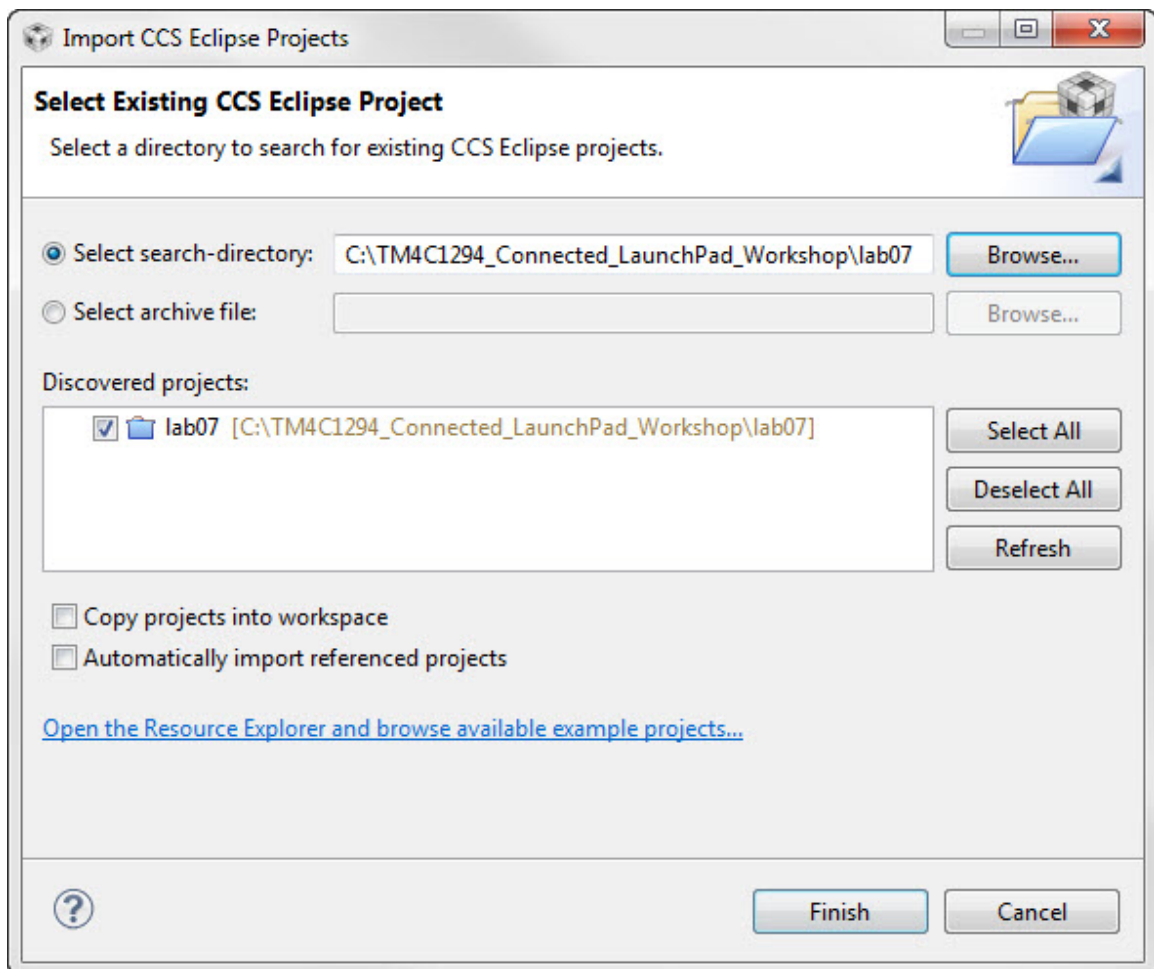 Import CCS Eclipse Projects
Select Existing CCS Eclipse Project
Select a directory to search for existing CCS Eclipse projects.
Select search-directory: C:\TM4C1294_Connected_LaunchPad_Workshop\lab07 Browse...
Select archive file: Browse...
Discovered projects:
lab07 [C:\TM4C1294_Connected_LaunchPad_Workshop\lab07]
Select All
Deselect All
Refresh
Copy projects into workspace
Automatically import referenced projects
Open the Resource Explorer and browse available example projects...
? Finish Cancel